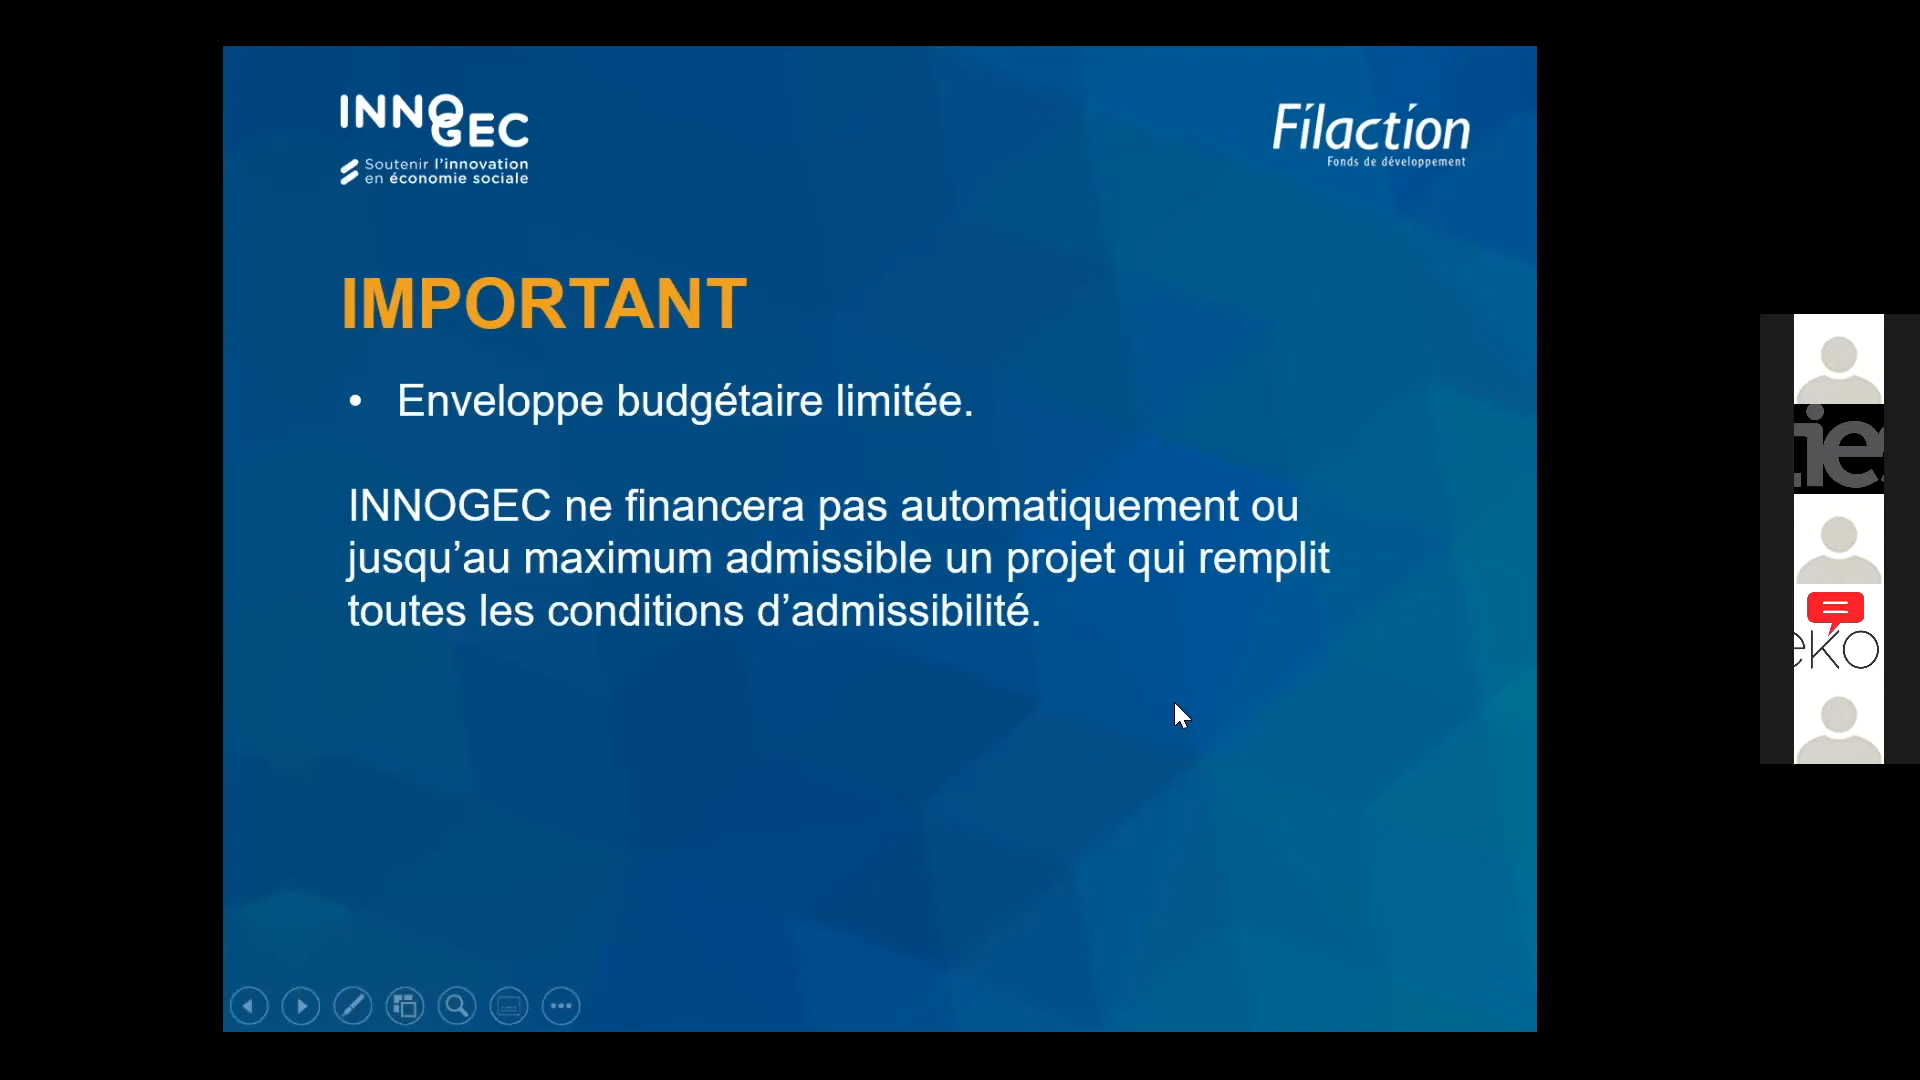 INNOGEC
Soutenir l'innovation
en économie sociale
Filaction
Fonds de développement
IMPORTANT
• Enveloppe budgétaire limitée.
INNOGEC ne financera pas automatiquement ou
jusqu’au maximum admissible un projet qui remplit
toutes les conditions d’admissibilité.